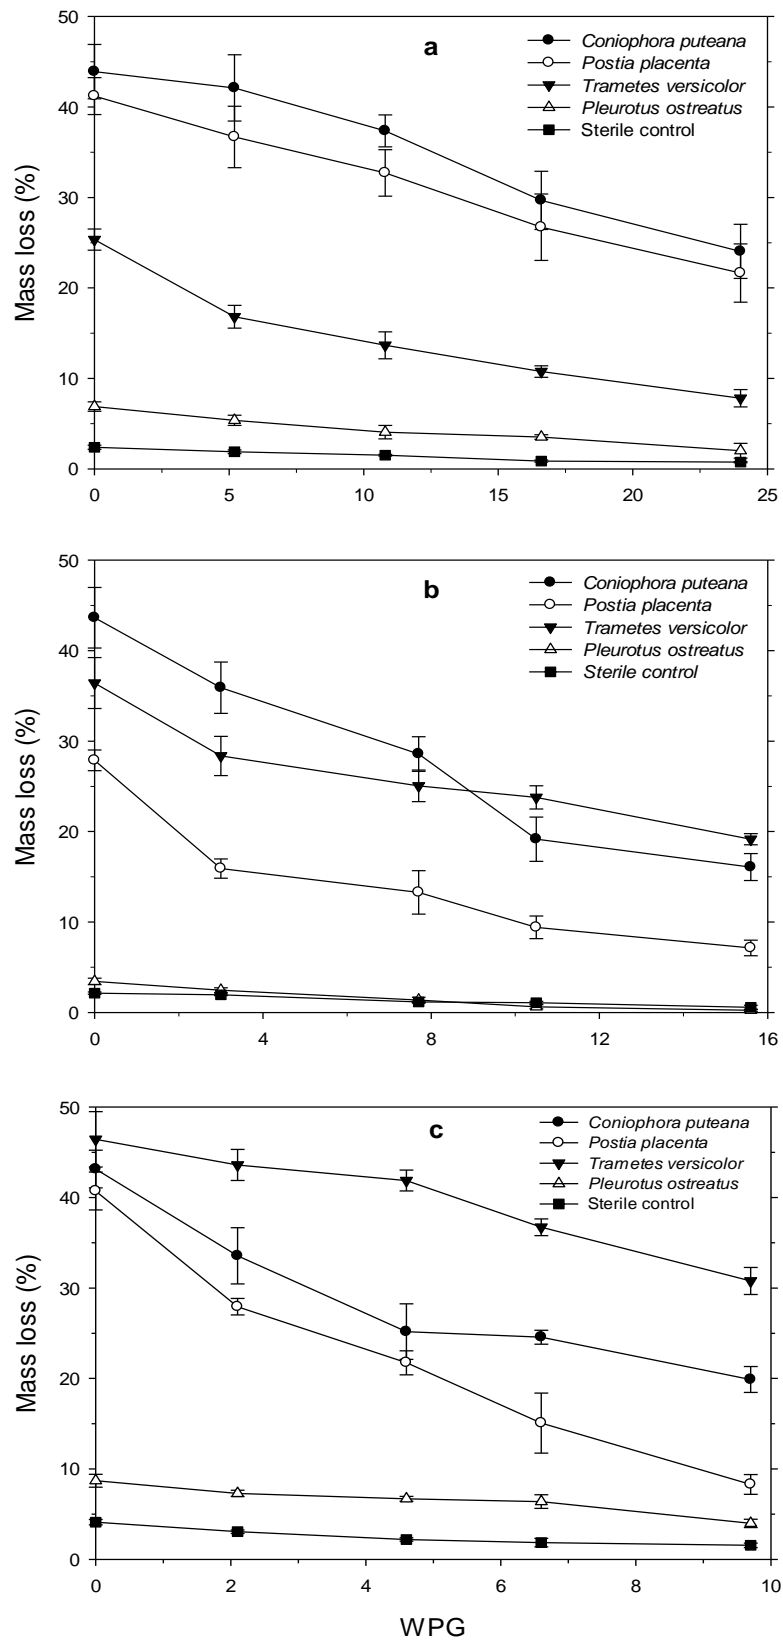 50
40
30
20
10
0
Mass loss (%)
a
Coniophora puteana
Postia placenta
Trametes versicolor
Pleurotus ostreatus
Sterile control
0 5 10 15 20 25
50
40
30
20
10
0
Mass loss (%)
b
Coniophora puteana
Postia placenta
Trametes versicolor
Pleurotus ostreatus
Sterile control
0 4 8 12 16
50
40
30
20
10
0
Mass loss (%)
c
Coniophora puteana
Postia placenta
Trametes versicolor
Pleurotus ostreatus
Sterile control
0 2 4 6 8 10
WPG